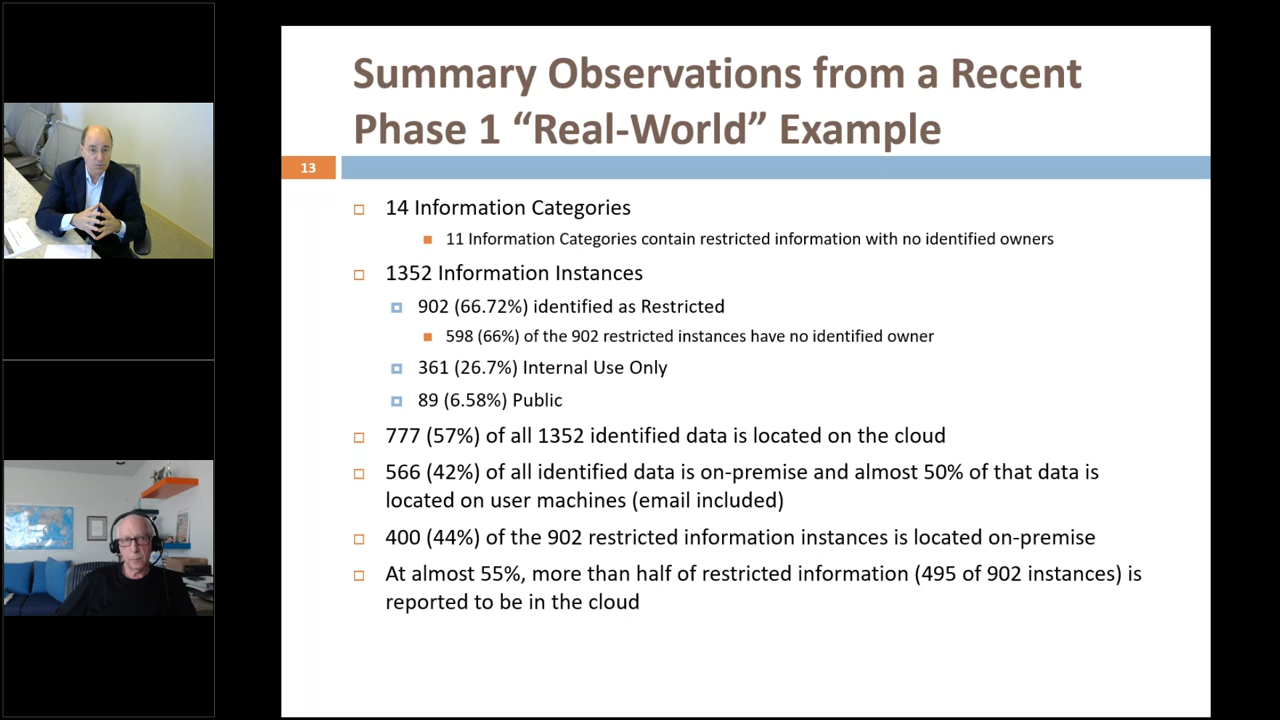 Summary Observations from a Recent
Phase 1 “Real-World” Example
13
14 Information Categories
11 Information Categories contain restricted information with no identified owners
1352 Information Instances
902 (66.72%) identified as Restricted
598 (66%) of the 902 restricted instances have no identified owner
361 (26.7%) Internal Use Only
89 (6.58%) Public
777 (57%) of all 1352 identified data is located on the cloud
566 (42%) of all identified data is on-premise and almost 50% of that data is
located on user machines (email included)
400 (44%) of the 902 restricted information instances is located on-premise
At almost 55%, more than half of restricted information (495 of 902 instances) is
reported to be in the cloud